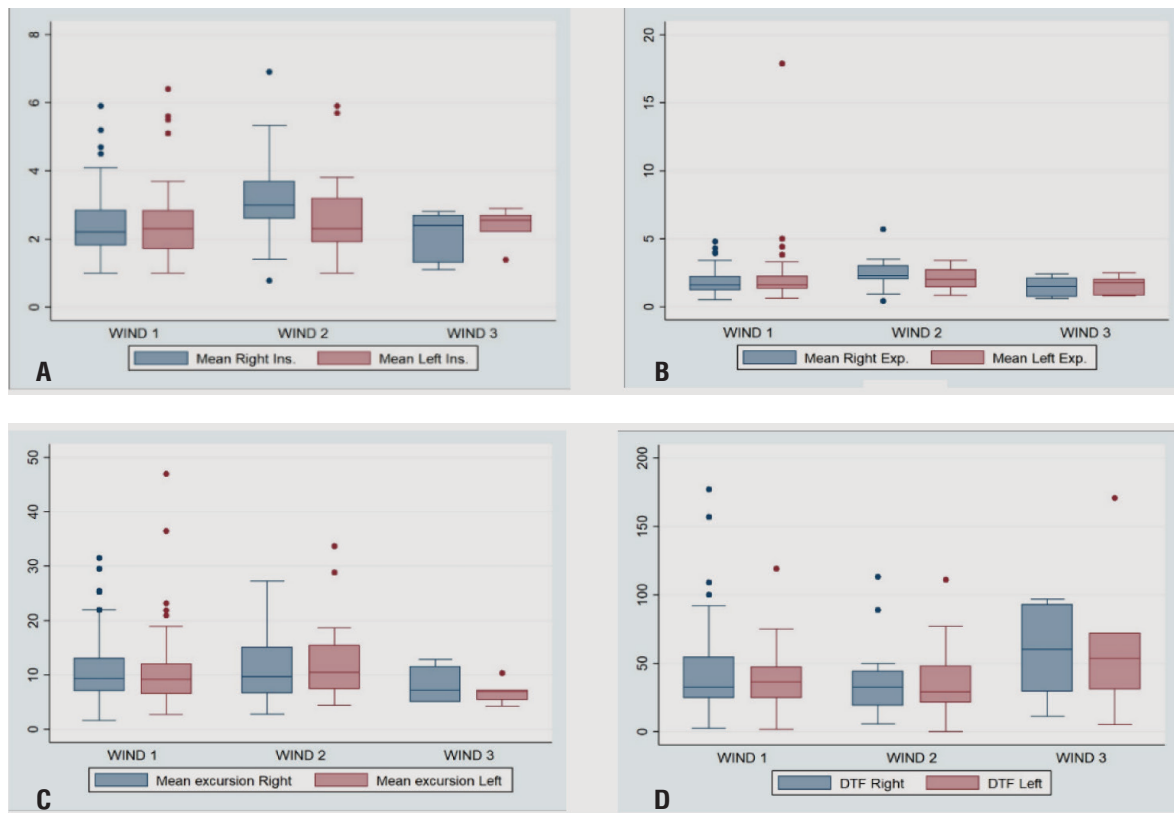 8
6
4
2
0
WIND 1 WIND 2 WIND 3
Mean Right Ins. Mean Left Ins.
A
20
15
10
5
0
WIND 1 WIND 2 WIND 3
Mean Right Exp. Mean Left Exp.
B
50
40
30
20
10
0
WIND 1 WIND 2 WIND 3
Mean excursion Right Mean excursion Left
C
200
150
100
50
0
WIND 1 WIND 2 WIND 3
DTF Right DTF Left
D